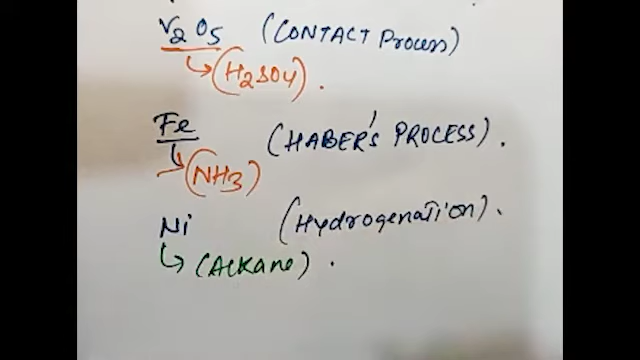 V2O5 (CONTACT Process)
↳(H2SO4).
Fe (HABER'S PROCESS).
→(NH3)
Ni (Hydrogenation).
↳(Alkane).